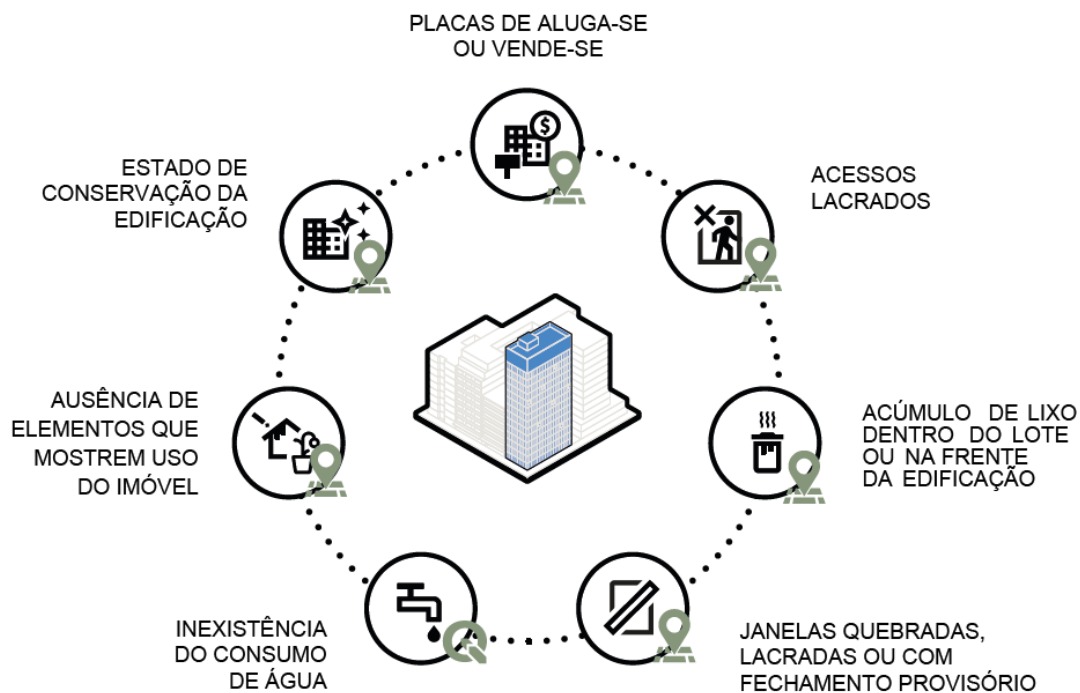 PLACAS DE ALUGA-SE
OU VENDE-SE
ESTADO DE
CONSERVAÇÃO DA
EDIFICAÇÃO
ACESSOS
LACRADOS
$
AUSÊNCIA DE
ELEMENTOS QUE
MOSTREM USO
DO IMÓVEL
ACÚMULO DE LIXO
DENTRO DO LOTE
OU NA FRENTE
DA EDIFICAÇÃO
INEXISTÊNCIA
DO CONSUMO
DE ÁGUA
JANELAS QUEBRADAS,
LACRADAS OU COM
FECHAMENTO PROVISÓRIO